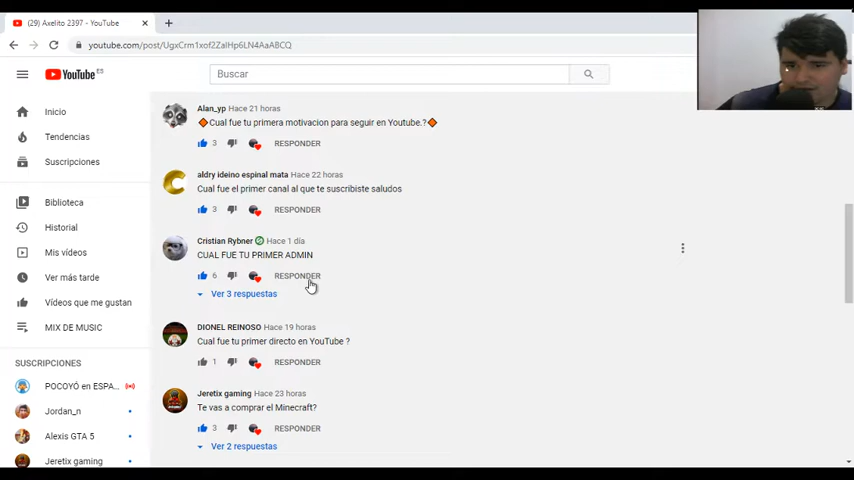 (29) Axelito 2397 - YouTube
youtube.com/post/UgxCrm1xof2ZaIHp6LN4AaABCQ
YouTube ES
Buscar
Inicio
Tendencias
Suscripciones
Biblioteca
Historial
Mis vídeos
Ver más tarde
Vídeos que me gustan
MIX DE MUSIC
SUSCRIPCIONES
POCOYÓ en ESPA...
Jordan_n
Alexis GTA 5
Jeretix gaming
Alan_yp Hace 21 horas
Cual fue tu primera motivacion para seguir en Youtube.?
3 RESPONDER
aldry ideino espinal mata Hace 22 horas
Cual fue el primer canal al que te suscribiste saludos
3 RESPONDER
Cristian Rybner Hace 1 día
CUAL FUE TU PRIMER ADMIN
6 RESPONDER
Ver 3 respuestas
DIONEL REINOSO Hace 19 horas
Cual fue tu primer directo en YouTube ?
1 RESPONDER
Jeretix gaming Hace 23 horas
Te vas a comprar el Minecraft?
3 RESPONDER
Ver 2 respuestas